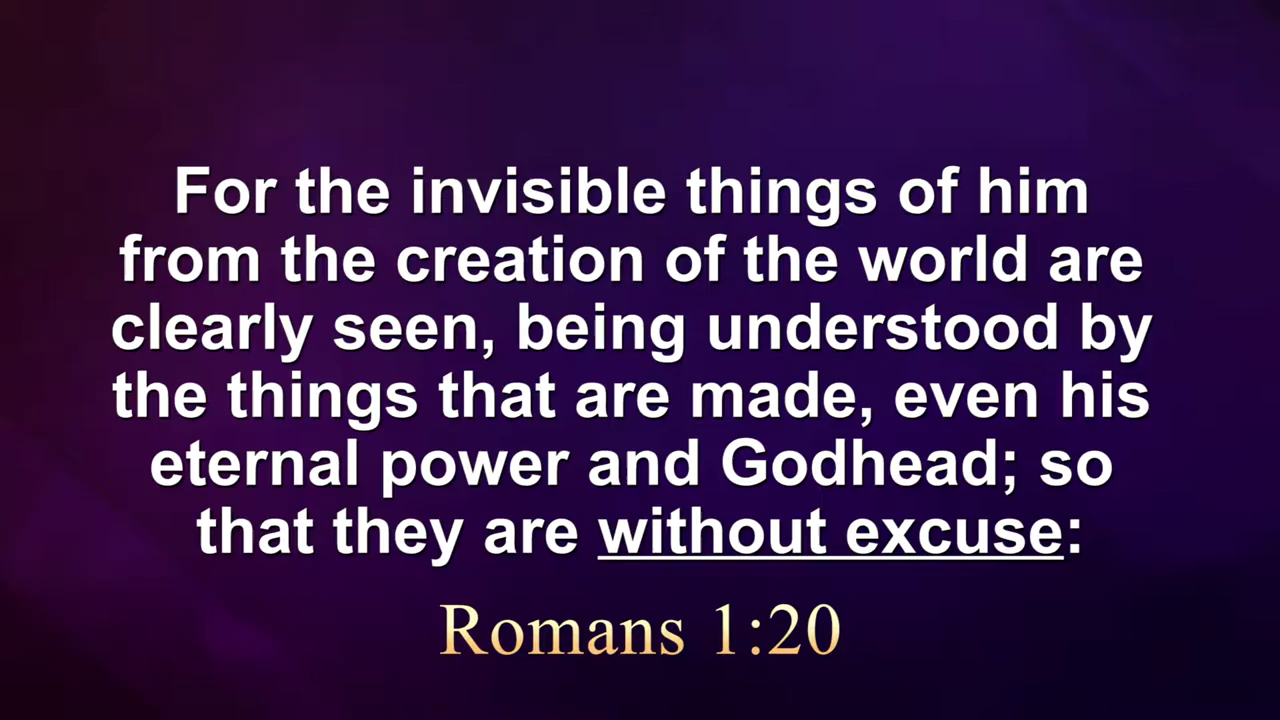 For the invisible things of him
from the creation of the world are
clearly seen, being understood by
the things that are made, even his
eternal power and Godhead; so
that they are without excuse:
Romans 1:20